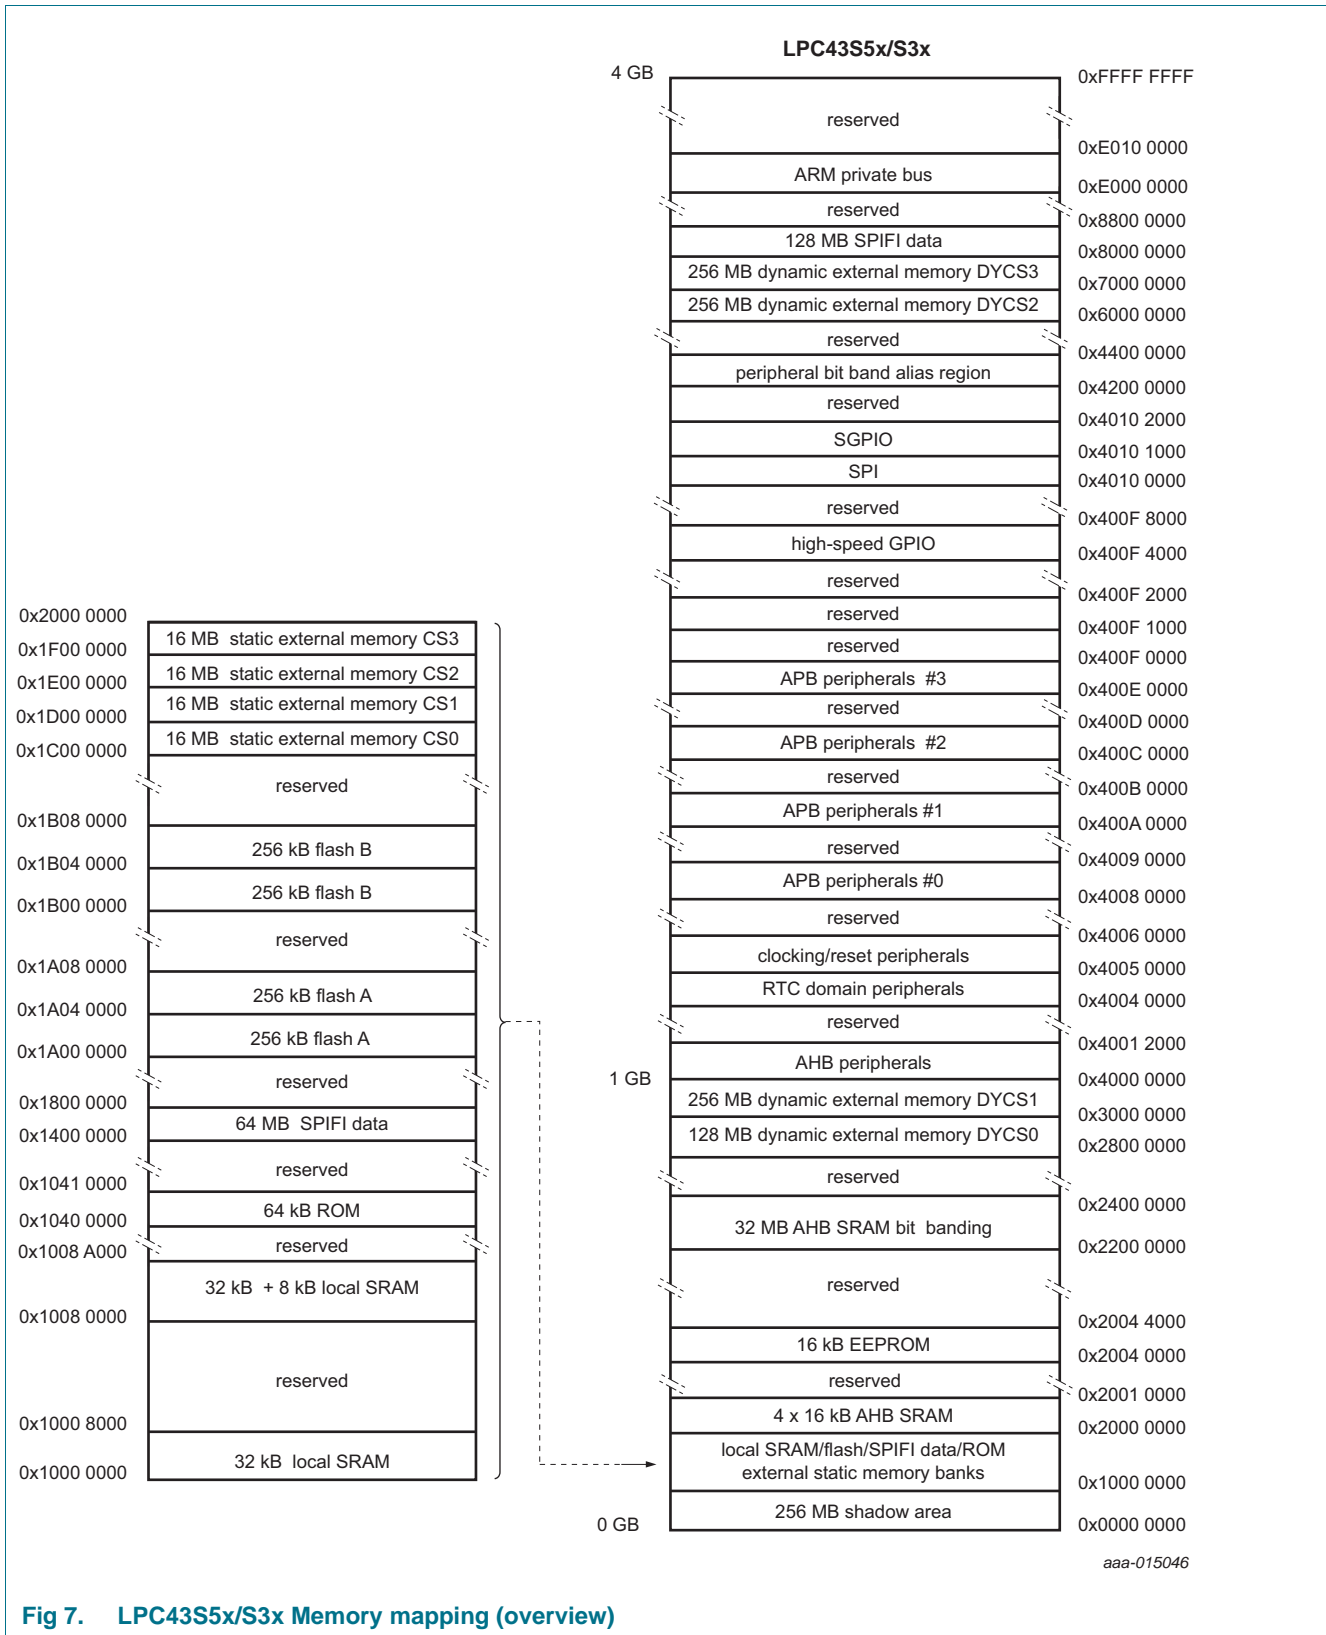 LPC43S5x/S3x
4 GB
0xFFFF FFFF
reserved
0xE010 0000
ARM private bus
0xE000 0000
reserved
0x8800 0000
128 MB SPIFI data
0x8000 0000
256 MB dynamic external memory DYCS3
0x7000 0000
256 MB dynamic external memory DYCS2
0x6000 0000
reserved
0x4400 0000
peripheral bit band alias region
0x4200 0000
reserved
0x4010 2000
SGPIO
0x4010 1000
SPI
0x4010 0000
reserved
0x400F 8000
high-speed GPIO
0x400F 4000
reserved
0x400F 2000
reserved
0x400F 1000
reserved
0x400F 0000
APB peripherals #3
0x400E 0000
reserved
0x400D 0000
APB peripherals #2
0x400C 0000
reserved
0x400B 0000
APB peripherals #1
0x400A 0000
reserved
0x4009 0000
APB peripherals #0
0x4008 0000
reserved
0x4006 0000
clocking/reset peripherals
0x4005 0000
RTC domain peripherals
0x4004 0000
reserved
0x4001 2000
AHB peripherals
1 GB
0x4000 0000
256 MB dynamic external memory DYCS1
0x3000 0000
128 MB dynamic external memory DYCS0
0x2800 0000
reserved
0x2400 0000
32 MB AHB SRAM bit banding
0x2200 0000
reserved
0x2004 4000
16 kB EEPROM
0x2004 0000
reserved
0x2001 0000
4 x 16 kB AHB SRAM
0x2000 0000
local SRAM/flash/SPIFI data/ROM
external static memory banks
0x1000 0000
256 MB shadow area
0 GB
0x0000 0000
0x2000 0000
16 MB static external memory CS3
0x1F00 0000
16 MB static external memory CS2
0x1E00 0000
16 MB static external memory CS1
0x1D00 0000
16 MB static external memory CS0
0x1C00 0000
reserved
0x1B08 0000
256 kB flash B
0x1B04 0000
256 kB flash B
0x1B00 0000
reserved
0x1A08 0000
256 kB flash A
0x1A04 0000
256 kB flash A
0x1A00 0000
reserved
0x1800 0000
64 MB SPIFI data
0x1400 0000
reserved
0x1041 0000
64 kB ROM
0x1040 0000
reserved
0x1008 A000
32 kB + 8 kB local SRAM
0x1008 0000
reserved
0x1000 8000
32 kB local SRAM
0x1000 0000
aaa-015046
Fig 7. LPC43S5x/S3x Memory mapping (overview)